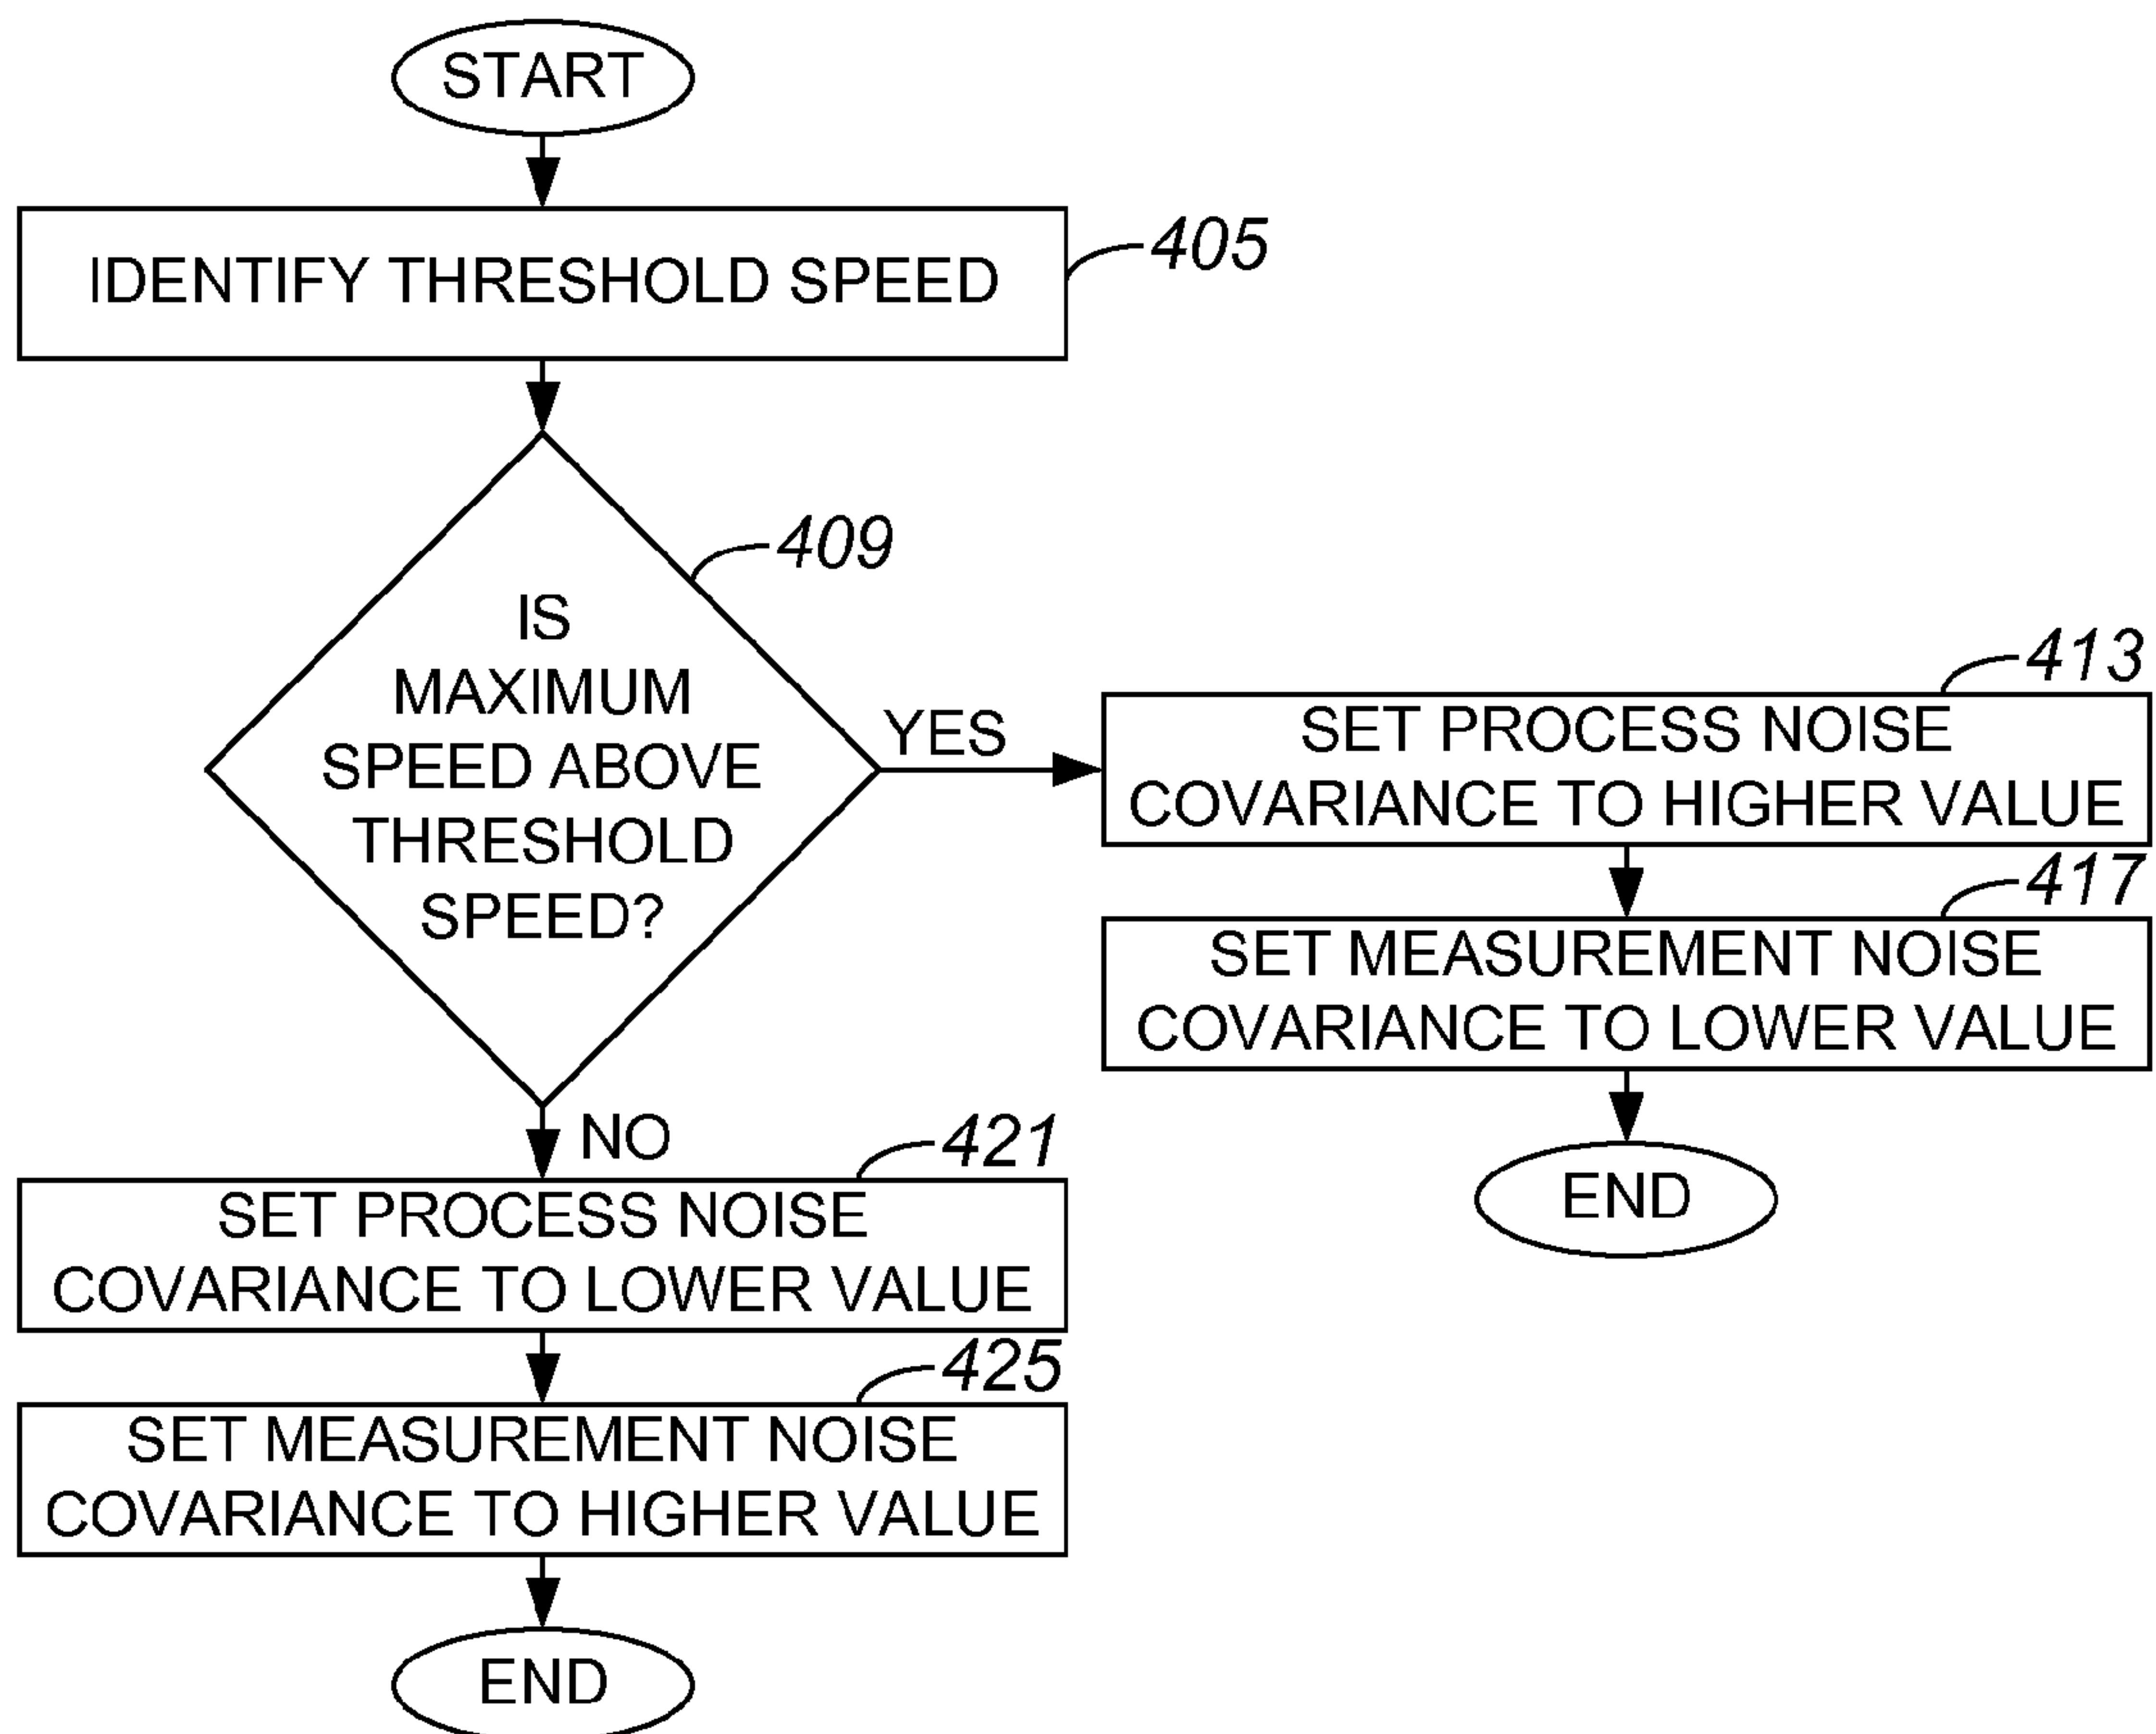 START
IDENTIFY THRESHOLD SPEED
405
409
IS
MAXIMUM
SPEED ABOVE
THRESHOLD
SPEED?
YES
413
SET PROCESS NOISE
COVARIANCE TO HIGHER VALUE
417
SET MEASUREMENT NOISE
COVARIANCE TO LOWER VALUE
END
NO
421
SET PROCESS NOISE
COVARIANCE TO LOWER VALUE
425
SET MEASUREMENT NOISE
COVARIANCE TO HIGHER VALUE
END